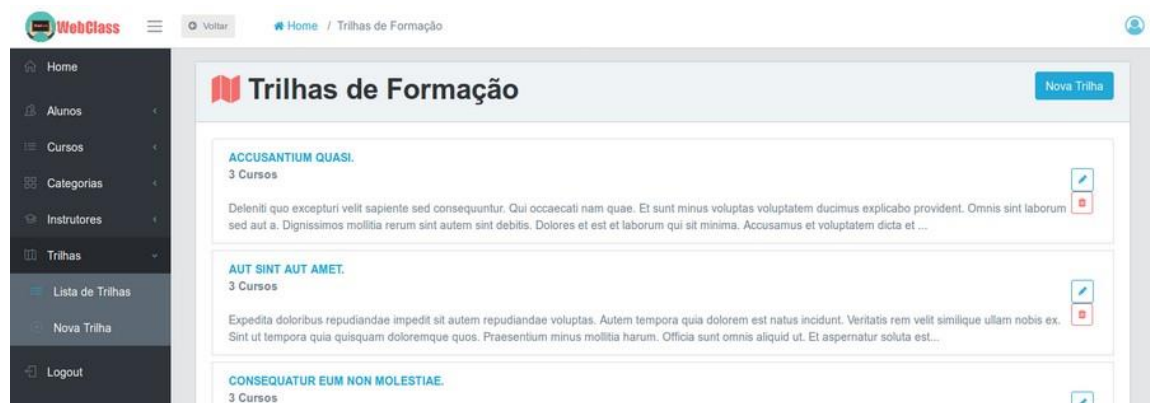 WebClass
Voltar
Home / Trilhas de Formação
Home
Alunos
Cursos
Categorias
Instrutores
Trilhas
Lista de Trilhas
Nova Trilha
Logout
Trilhas de Formação
Nova Trilha
ACCUSANTIUM QUASI.
3 Cursos
Deleniti quo excepturi velit sapiente sed consequuntur. Qui occaecati nam quae. Et sunt minus voluptas voluptatem ducimus explicabo provident. Omnis sint laborum
sed aut a. Dignissimos mollitia rerum sint autem sint debitis. Dolores et est et laborum qui sit minima. Accusamus et voluptatem dicta et ...
AUT SINT AUT AMET.
3 Cursos
Expedita doloribus repudiandae impedit sit autem repudiandae voluptas. Autem tempora quia dolorem est natus incidunt. Veritatis rem velit similique ullam nobis ex.
Sint ut tempora quia quisquam doloremque quos. Praesentium minus mollitia harum. Officia sunt omnis aliquid ut. Et aspernatur soluta est...
CONSEQUATUR EUM NON MOLESTIAE.
3 Cursos